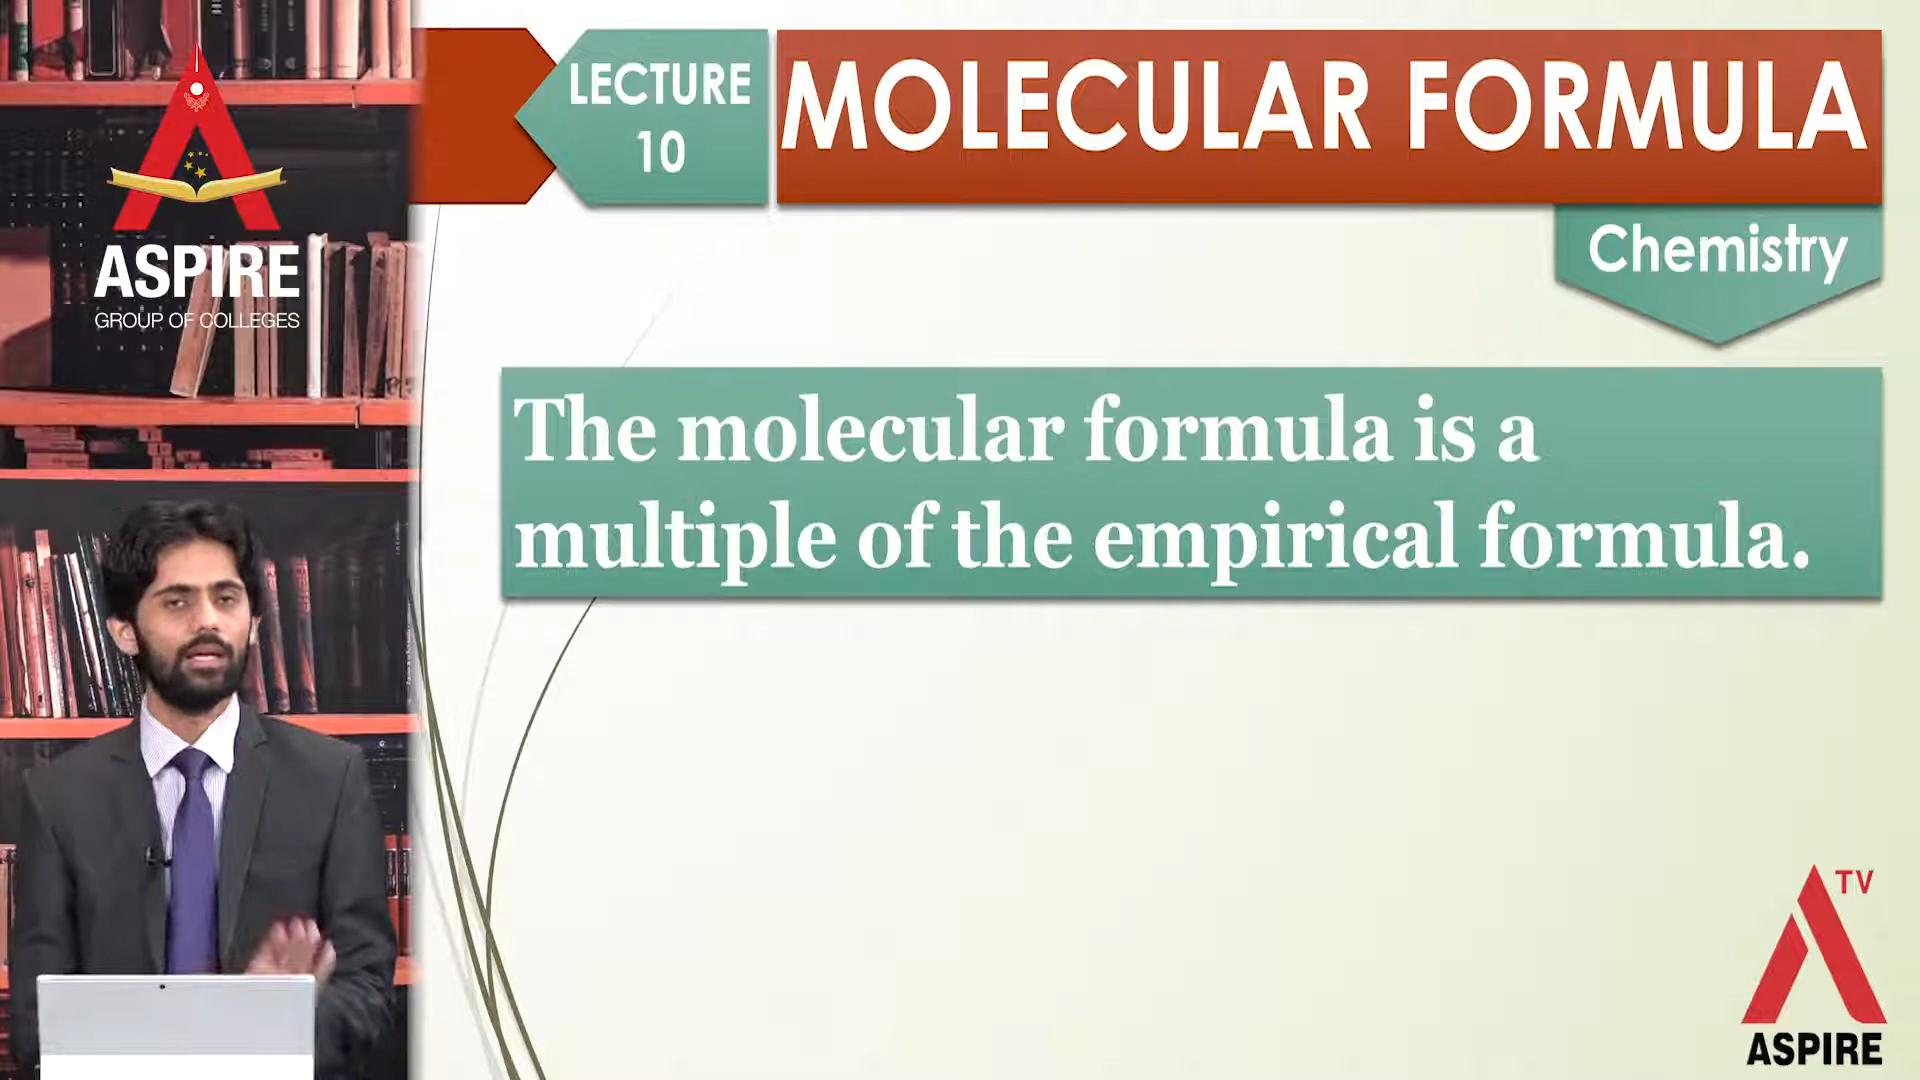 ASPIRE
GROUP OF COLLEGES
LECTURE
10
MOLECULAR FORMULA
Chemistry
The molecular formula is a
multiple of the empirical formula.
TV
ASPIRE